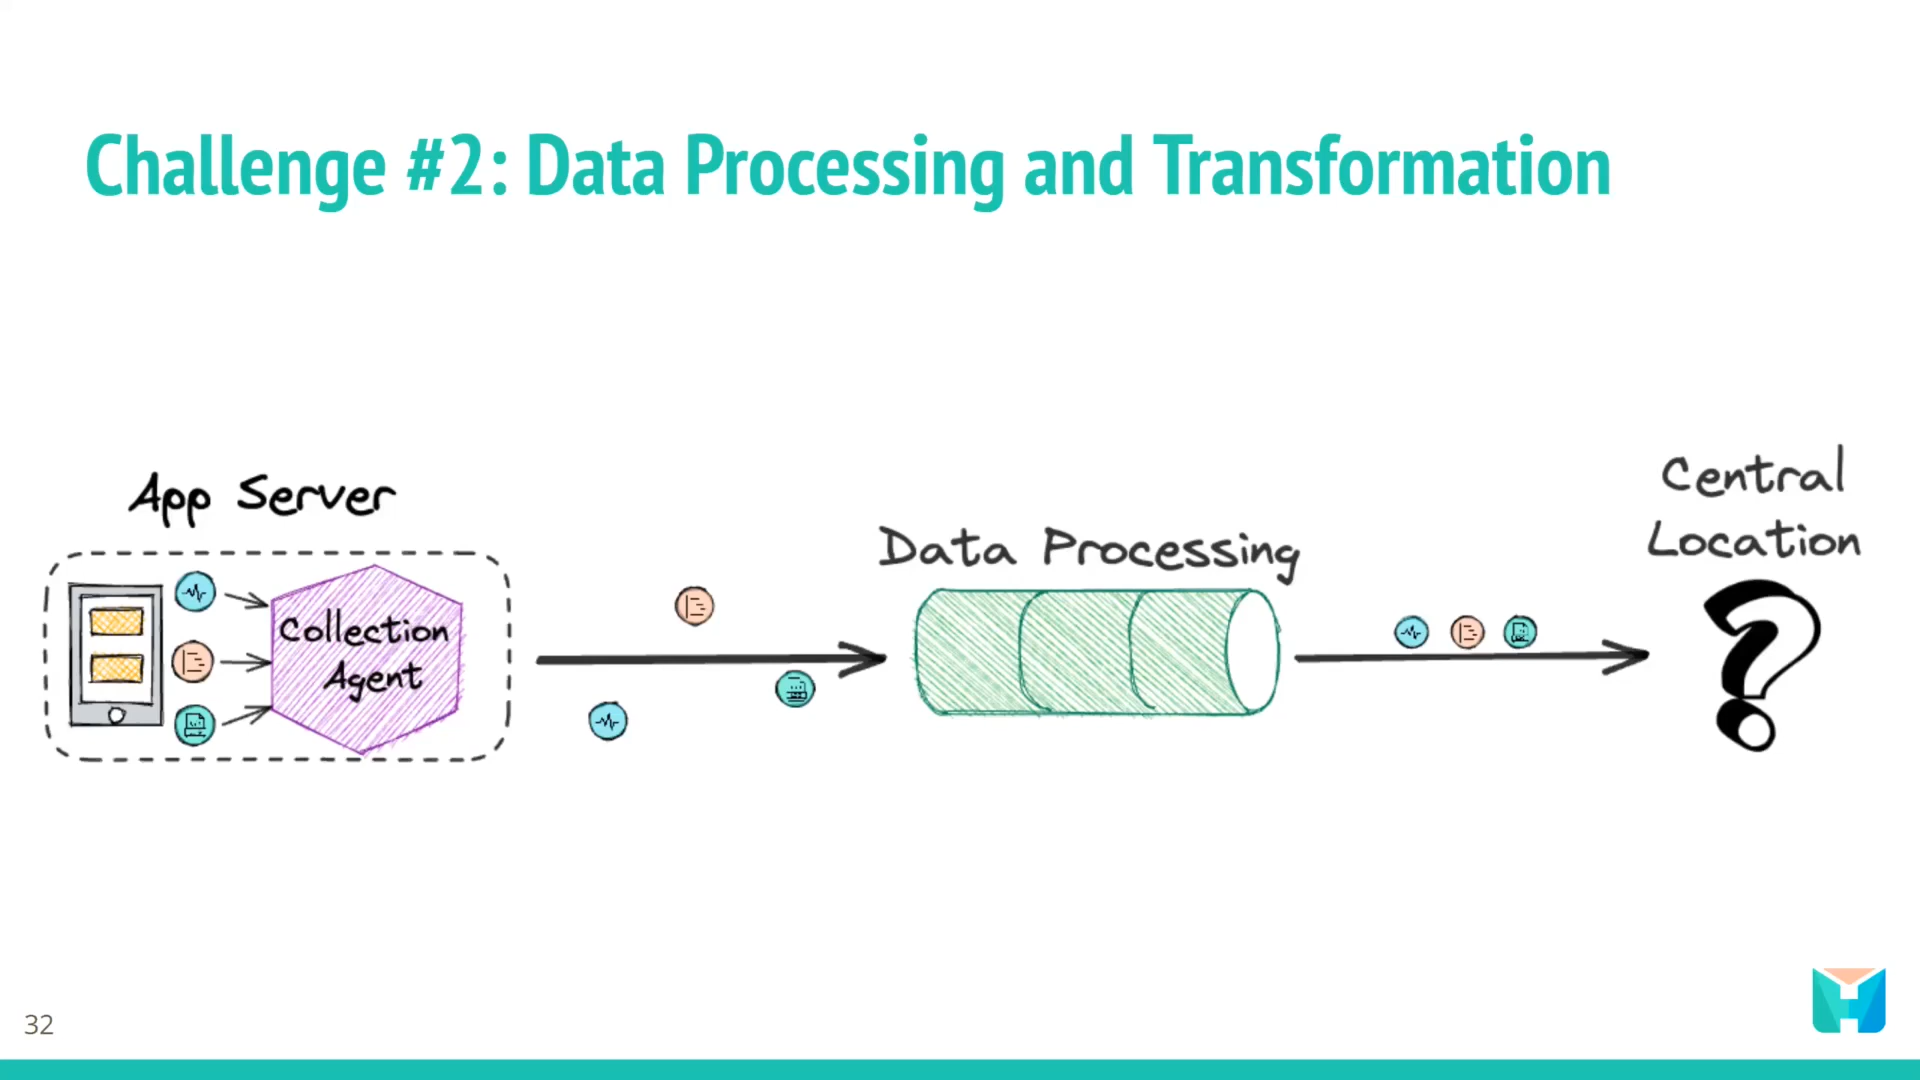 Challenge #2: Data Processing and Transformation
App Server
Collection
Agent
Data Processing
Central
Location
32